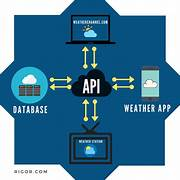 WEATHERCHANNEL.COM
API
DATABASE
WEATHER APP
WEATHER STATION
RIGOR.COM